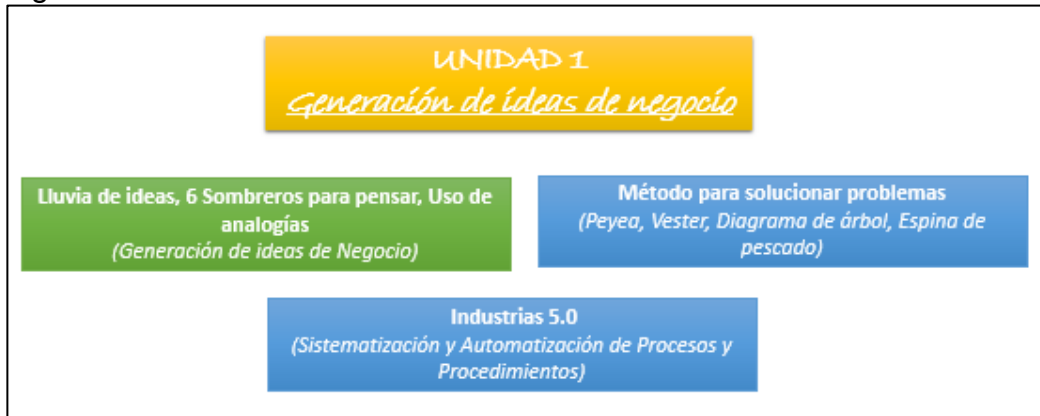 UNIDAD 1
Generación de ideas de negocio
Lluvia de ideas, 6 Sombreros para pensar, Uso de
analogías
(Generación de ideas de Negocio)
Método para solucionar problemas
(Peyea, Vester, Diagrama de árbol, Espina de
pescado)
Industrias 5.0
(Sistematización y Automatización de Procesos y
Procedimientos)